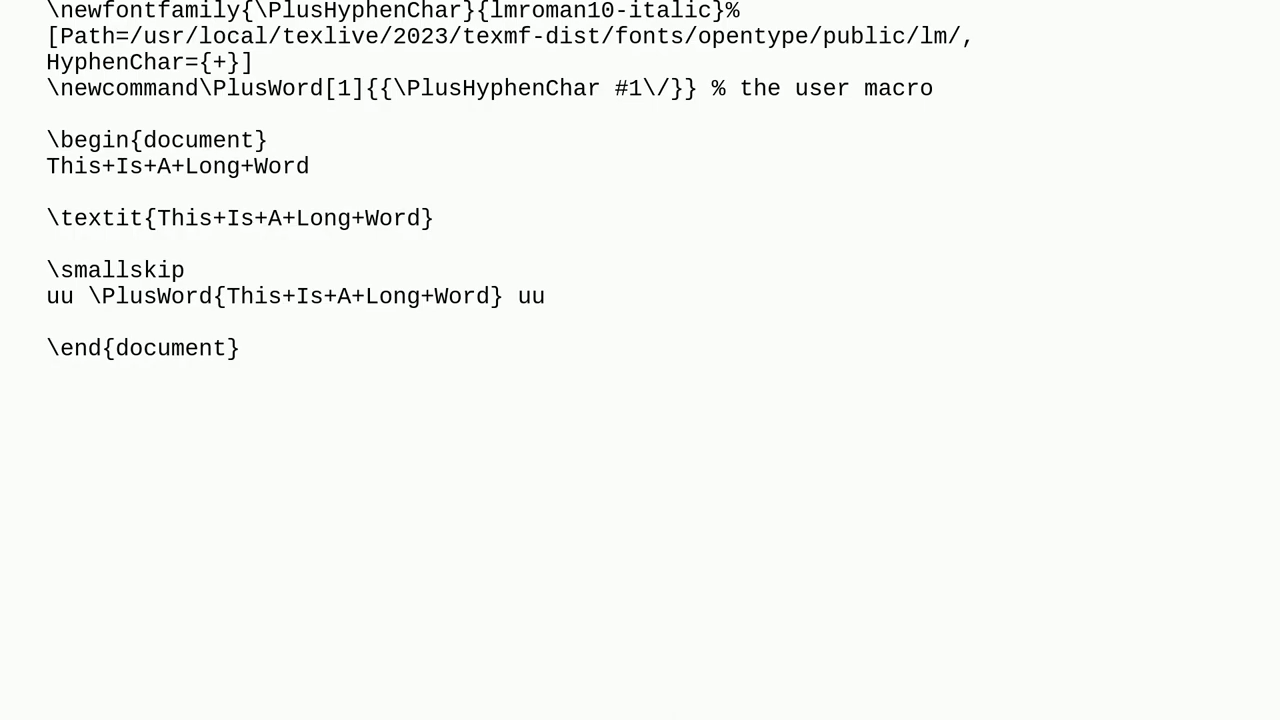 \newfontfamily{\PlusHyphenChar}{lmroman10-italic}%
[Path=/usr/local/texlive/2023/texmf-dist/fonts/opentype/public/lm/,
HyphenChar={+}]
\newcommand\PlusWord[1]{{\PlusHyphenChar #1\/}} % the user macro
\begin{document}
This+Is+A+Long+Word
\textit{This+Is+A+Long+Word}
\smallskip
uu \PlusWord{This+Is+A+Long+Word} uu
\end{document}